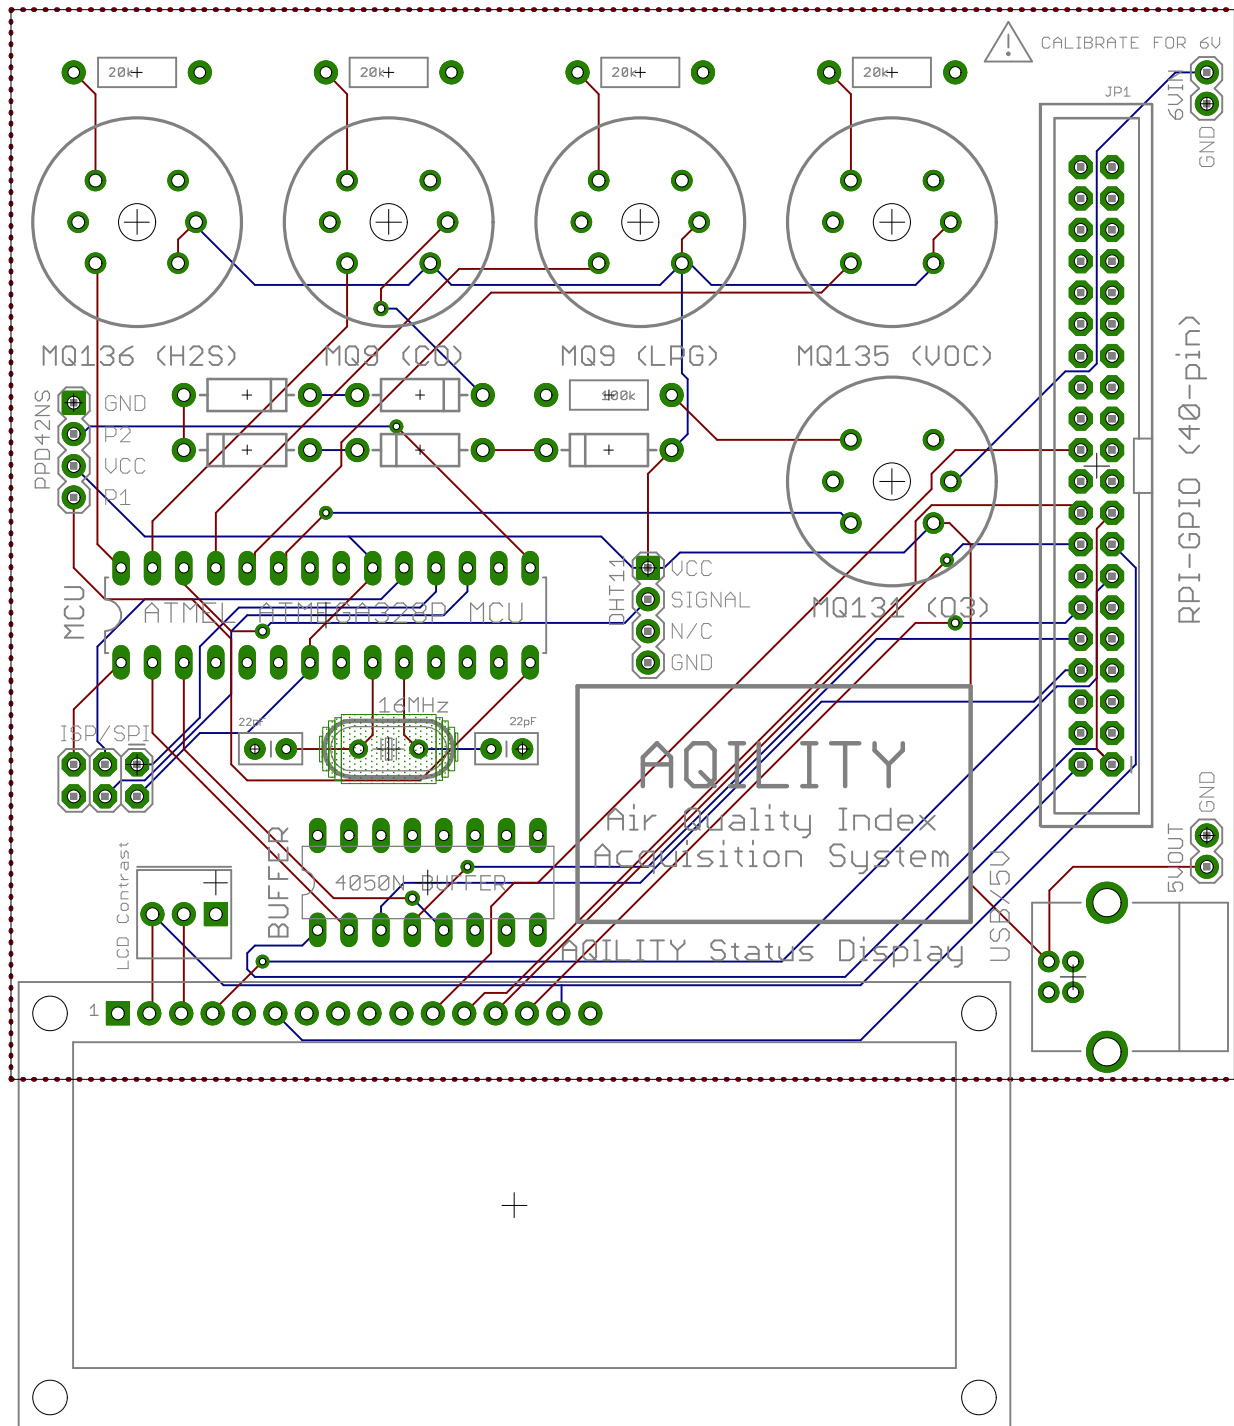 CALIBRATE FOR 6V
20k
20k
20k
20k
6VIN
GND
JP1
MQ136 (H2S)
MQ9 (CO)
MQ9 (LPG)
MQ135 (VOC)
RPI-GPIO (40-pin)
PPD42NS
GND
P2
VCC
P1
100k
MCU
ATMEL ATMEGA328P MCU
DHT11
VCC
SIGNAL
N/C
GND
MQ131 (O3)
ISP/SPI
22pF
16MHz
22pF
AQILITY
Air Quality Index
Acquisition System
LCD Contrast
BUFFER
4050N BUFFER
AQILITY Status Display
USB/5V
5VOUT
GND
1